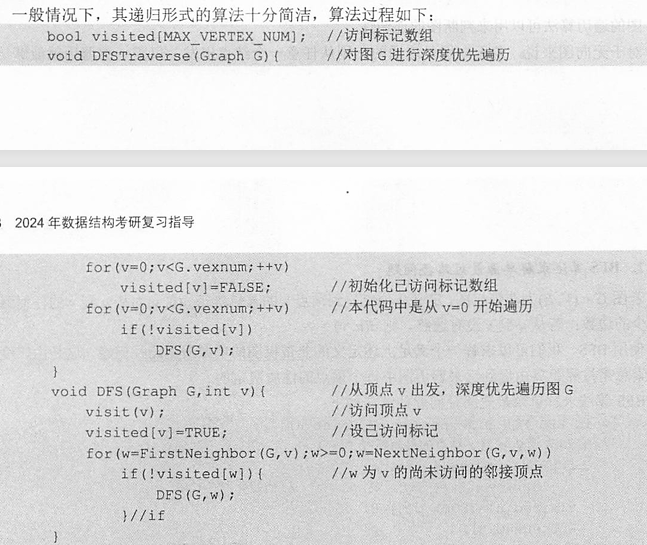 一般情况下，其递归形式的算法十分简洁，算法过程如下：
bool visited[MAX_VERTEX_NUM]; //访问标记数组
void DFSTraverse(Graph G){ //对图 G 进行深度优先遍历
2024 年数据结构考研复习指导
for(v=0;v<G.vexnum;++v)
visited[v]=FALSE; //初始化已访问标记数组
for(v=0;v<G.vexnum;++v) //本代码中是从 v=0 开始遍历
if(!visited[v])
DFS(G,v);
}
void DFS(Graph G,int v){ //从顶点 v 出发，深度优先遍历图 G
visit(v); //访问顶点 v
visited[v]=TRUE; //设已访问标记
for(w=FirstNeighbor(G,v);w>=0;w=NextNeighbor(G,v,w))
if(!visited[w]){ //w 为 v 的尚未访问的邻接顶点
DFS(G,w);
}//if
}